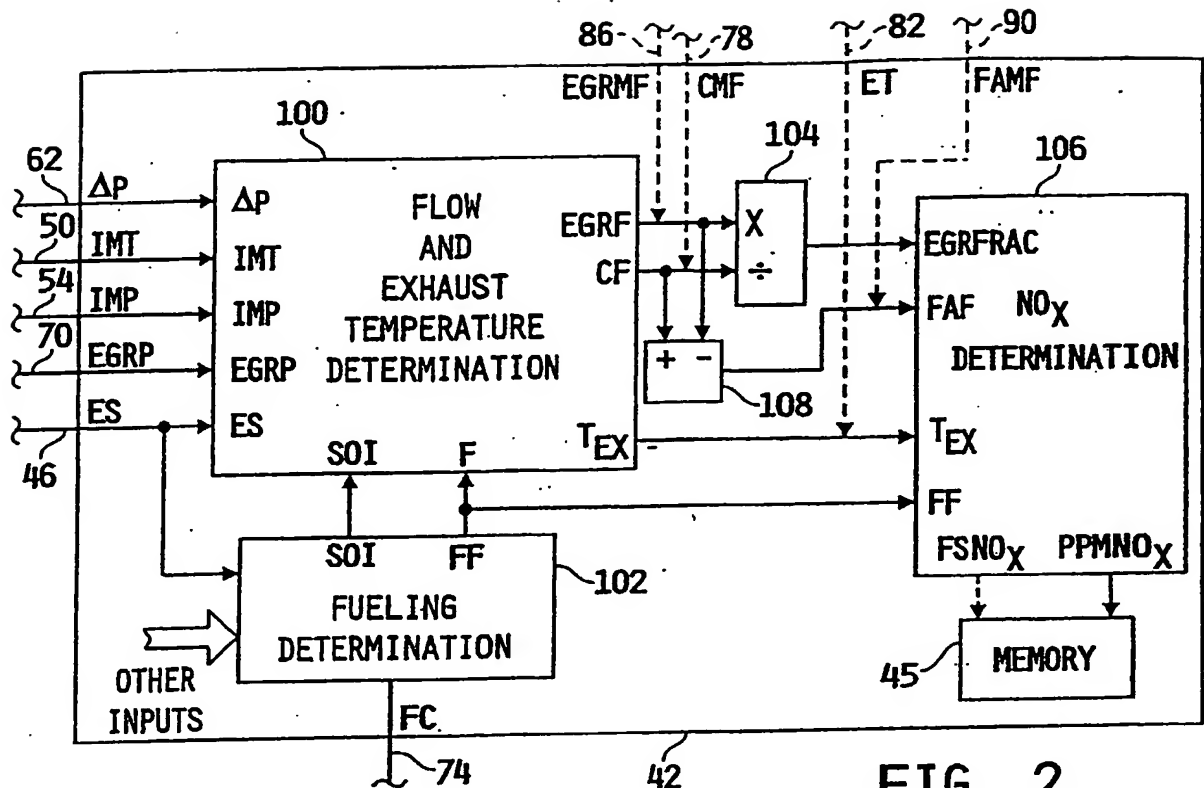 86
78
82
90
EGRMF
CMF
ET
FAMF
100
104
106
62
ΔP
50
IMT
54
IMP
70
EGRP
ES
46
ΔP
IMT
IMP
EGRP
ES
FLOW
AND
EXHAUST
TEMPERATURE
DETERMINATION
EGRF
CF
TEX
SOI
F
X
÷
+ -
108
EGRFRAC
FAF
NOX
DETERMINATION
TEX
FF
FSNOX
PPMNOX
SOI
FF
FUELING
DETERMINATION
102
OTHER
INPUTS
FC
74
42
45
MEMORY
FIG. 2